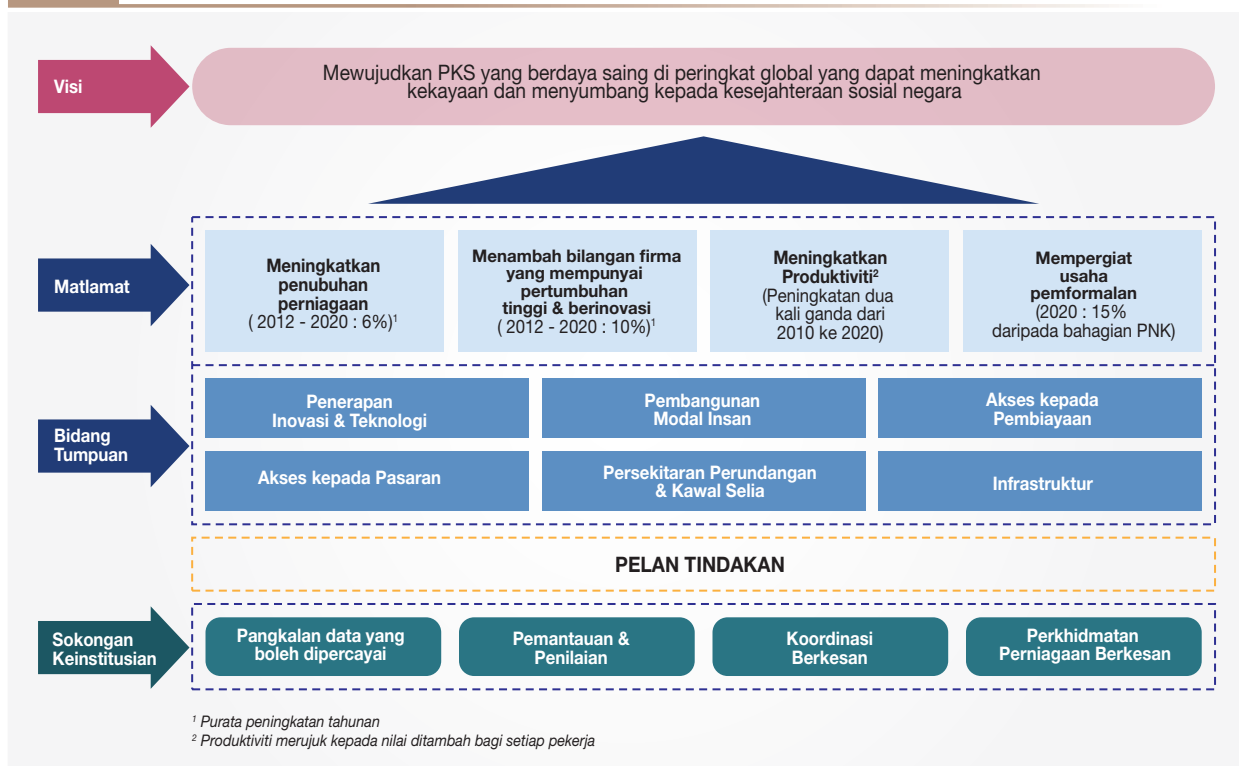 Visi
Mewujudkan PKS yang berdaya saing di peringkat global yang dapat meningkatkan
kekayaan dan menyumbang kepada kesejahteraan sosial negara
Matlamat
Meningkatkan
penubuhan
perniagaan
( 2012 - 2020 : 6%)¹
Menambah bilangan firma
yang mempunyai
pertumbuhan
tinggi & berinovasi
( 2012 - 2020 : 10%)¹
Meningkatkan
Produktiviti²
(Peningkatan dua
kali ganda dari
2010 ke 2020)
Mempergiat
usaha
pemformalan
(2020 : 15%
daripada bahagian PNK)
Bidang
Tumpuan
Penerapan
Inovasi & Teknologi
Pembangunan
Modal Insan
Akses kepada
Pembiayaan
Akses kepada Pasaran
Persekitaran Perundangan
& Kawal Selia
Infrastruktur
PELAN TINDAKAN
Sokongan
Keinstitusian
Pangkalan data yang
boleh dipercayai
Pemantauan &
Penilaian
Koordinasi
Berkesan
Perkhidmatan
Perniagaan Berkesan
¹ Purata peningkatan tahunan
² Produktiviti merujuk kepada nilai ditambah bagi setiap pekerja